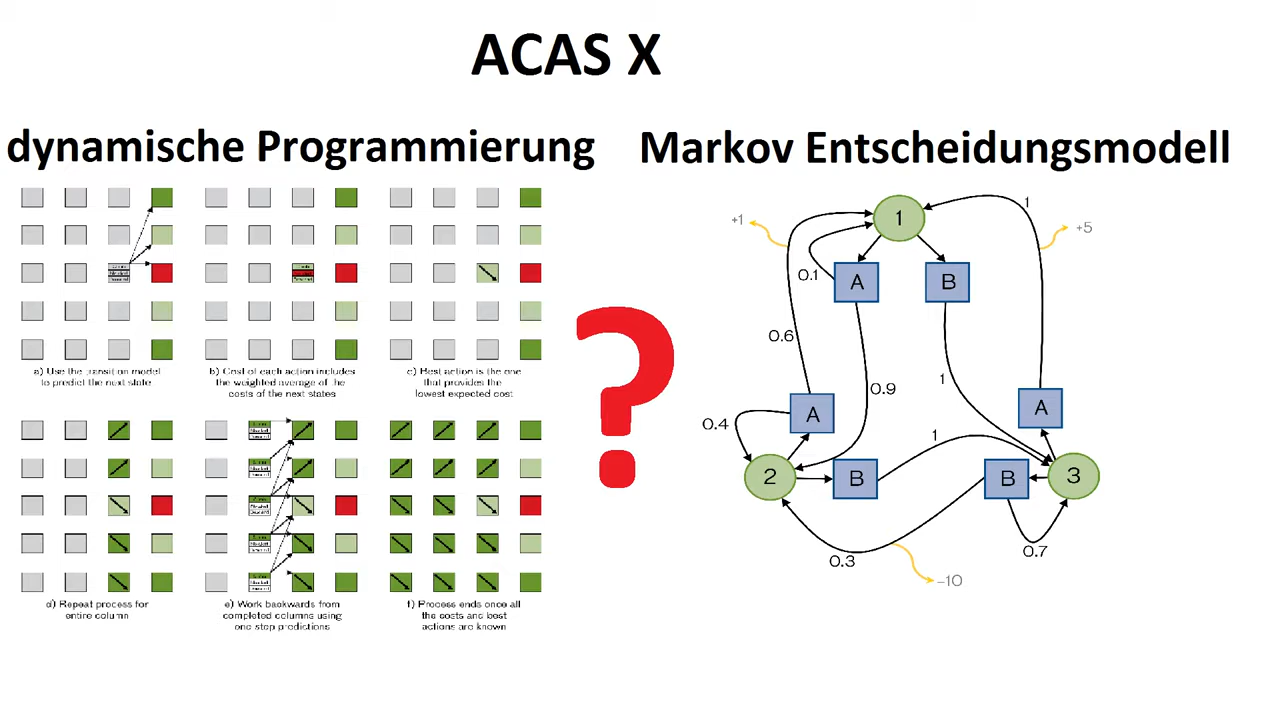 ACAS X
dynamische Programmierung
Markov Entscheidungsmodell
a) Use the transition model
to predict the next state
b) Cost of each action includes
the weighted average of the
costs of the next states
c) Best action is the one
that provides the
lowest expected cost
d) Repeat process for
entire column
e) Work backwards from
completed columns using
one step predictions
f) Process ends once all
the costs and best
actions are known
?
+1
1
1
+5
0.1
A
B
0.6
0.9
1
A
A
0.4
1
2
B
B
3
0.7
0.3
-10